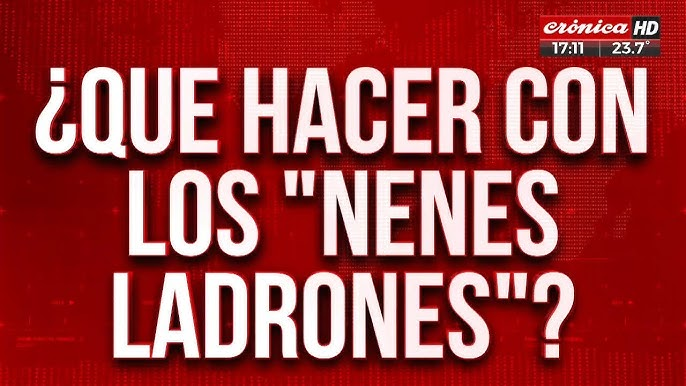 crónica HD
17:11 23.7°
¿QUE HACER CON
LOS "NENES
LADRONES"?